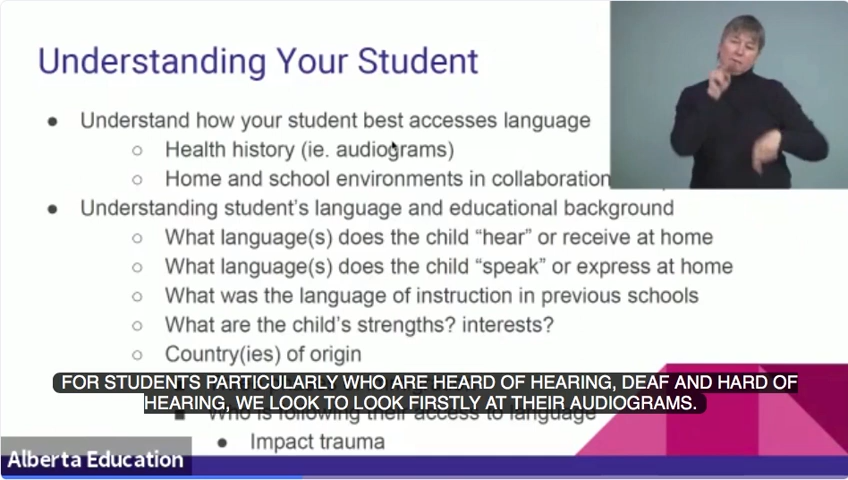 Understanding Your Student
● Understand how your student best accesses language
○ Health history (ie. audiograms)
○ Home and school environments in collaboration
● Understanding student's language and educational background
○ What language(s) does the child “hear” or receive at home
○ What language(s) does the child “speak” or express at home
○ What was the language of instruction in previous schools
○ What are the child's strengths? interests?
○ Country(ies) of origin
FOR STUDENTS PARTICULARLY WHO ARE HEARD OF HEARING, DEAF AND HARD OF
HEARING, WE LOOK TO LOOK FIRSTLY AT THEIR AUDIOGRAMS.
■ Who is following their access to language
● Impact trauma
Alberta Education